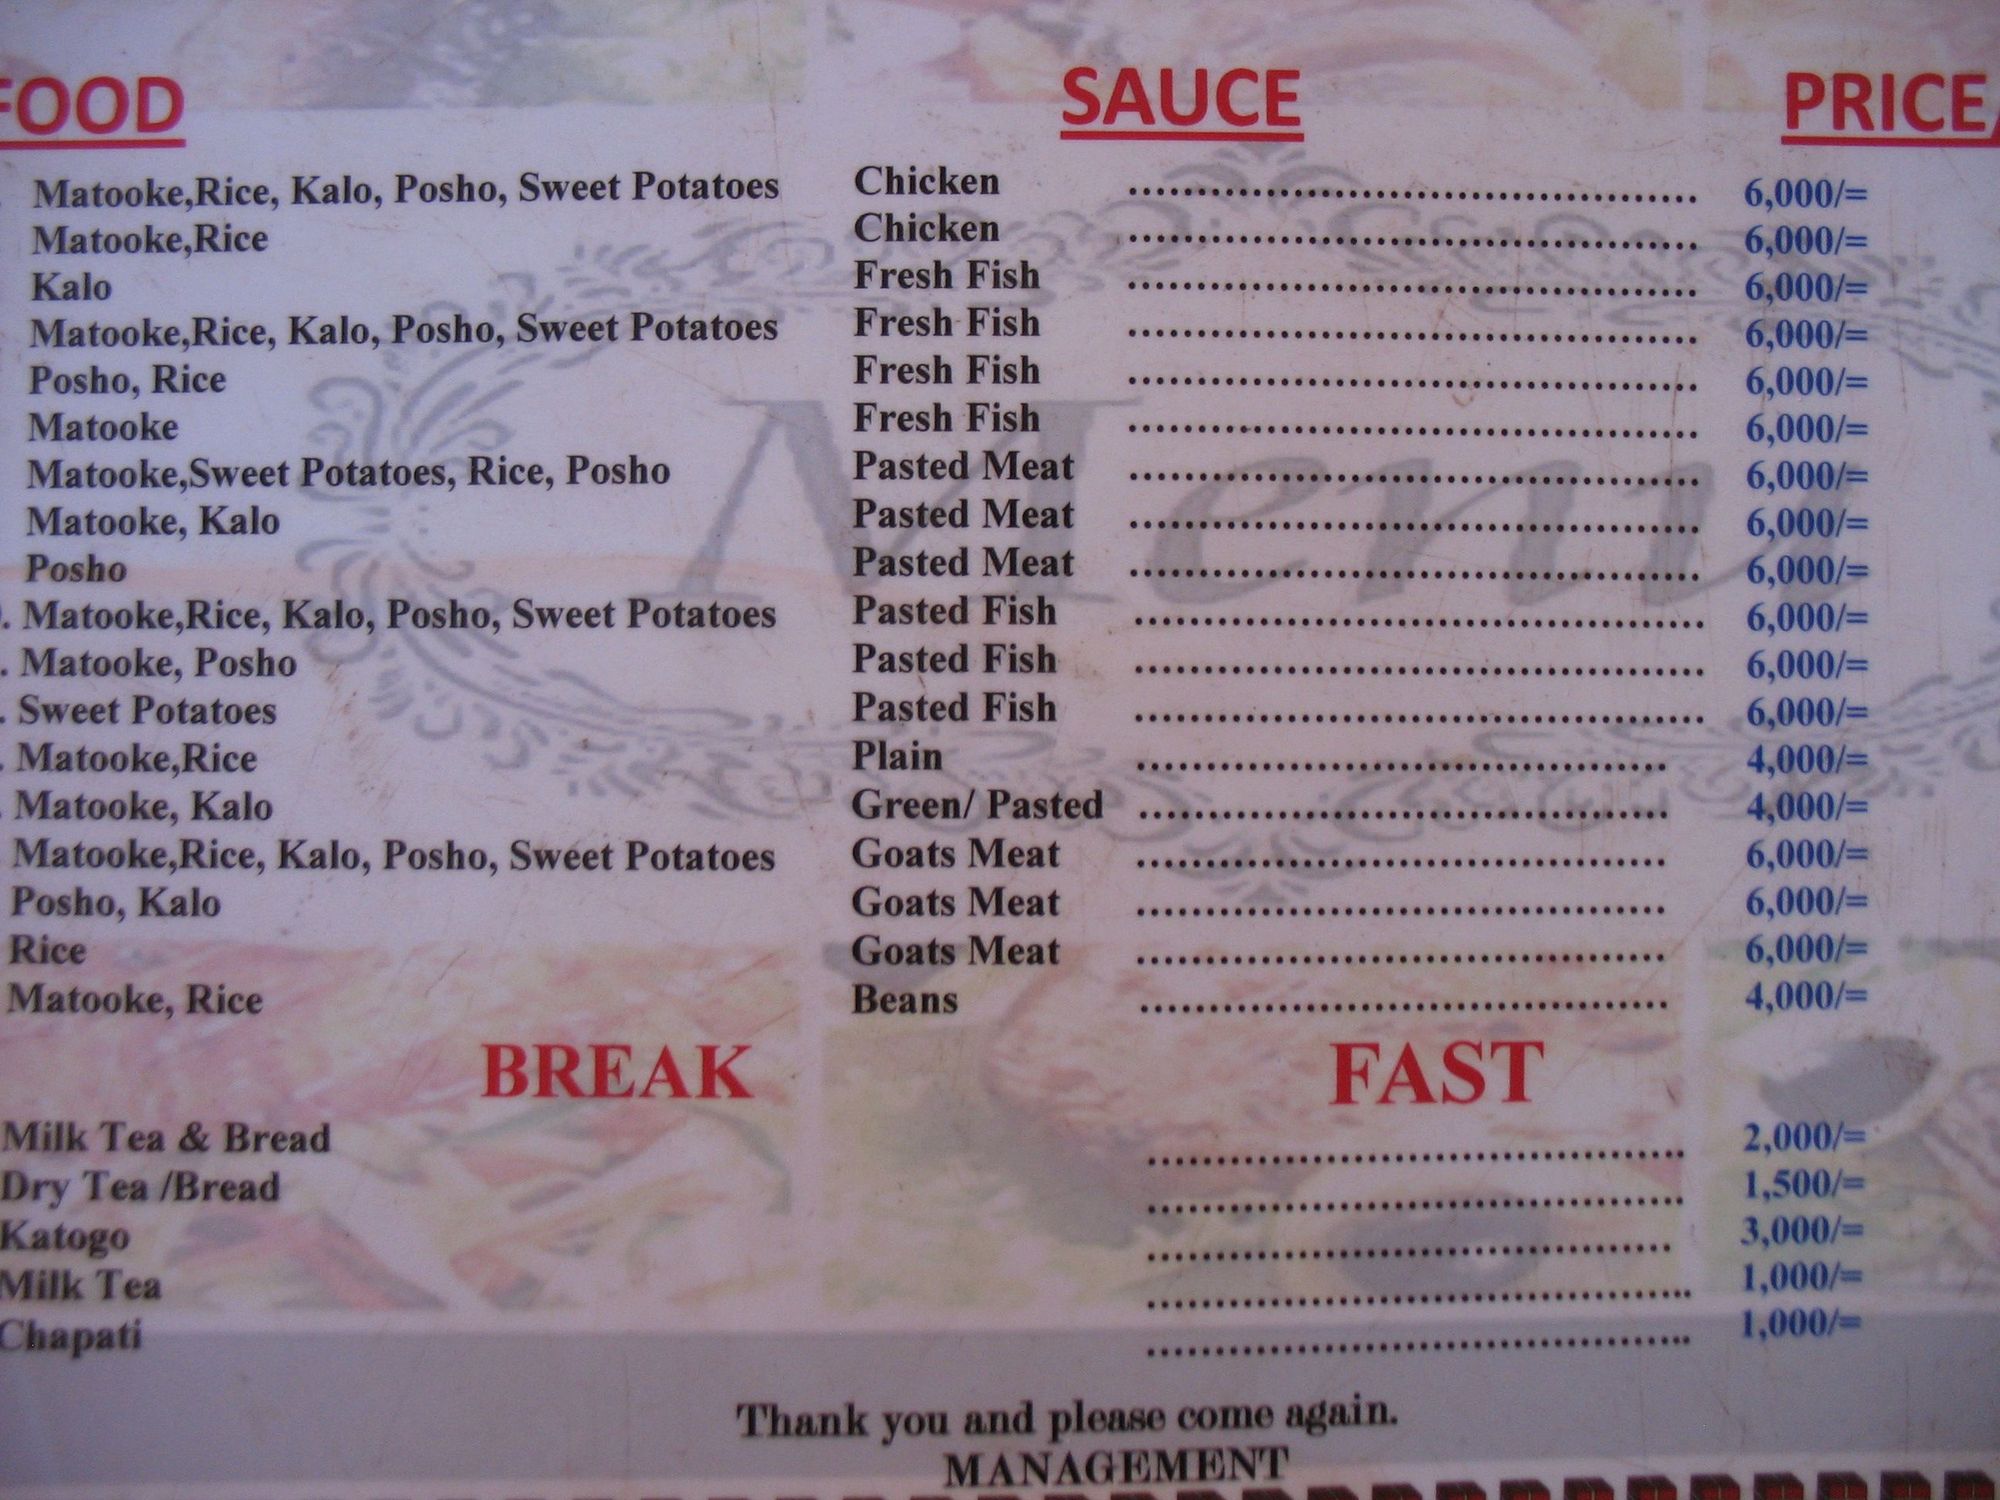 FOOD SAUCE PRICE/
Matooke,Rice, Kalo, Posho, Sweet Potatoes Chicken ........................................ 6,000/=
Matooke,Rice Chicken ........................................ 6,000/=
Kalo Fresh Fish ........................................ 6,000/=
Matooke,Rice, Kalo, Posho, Sweet Potatoes Fresh Fish ........................................ 6,000/=
Posho, Rice Fresh Fish ........................................ 6,000/=
Matooke Fresh Fish ........................................ 6,000/=
Matooke,Sweet Potatoes, Rice, Posho Pasted Meat ........................................ 6,000/=
Matooke, Kalo Pasted Meat ........................................ 6,000/=
Posho Pasted Meat ........................................ 6,000/=
. Matooke,Rice, Kalo, Posho, Sweet Potatoes Pasted Fish ........................................ 6,000/=
. Matooke, Posho Pasted Fish ........................................ 6,000/=
. Sweet Potatoes Pasted Fish ........................................ 6,000/=
. Matooke,Rice Plain ........................................ 4,000/=
. Matooke, Kalo Green/ Pasted ........................................ 4,000/=
Matooke,Rice, Kalo, Posho, Sweet Potatoes Goats Meat ........................................ 6,000/=
Posho, Kalo Goats Meat ........................................ 6,000/=
Rice Goats Meat ........................................ 6,000/=
Matooke, Rice Beans ........................................ 4,000/=
Menu
BREAK FAST
Milk Tea & Bread ........................................ 2,000/=
Dry Tea /Bread ........................................ 1,500/=
Katogo ........................................ 3,000/=
Milk Tea ........................................ 1,000/=
Chapati ........................................ 1,000/=
Thank you and please come again.
MANAGEMENT